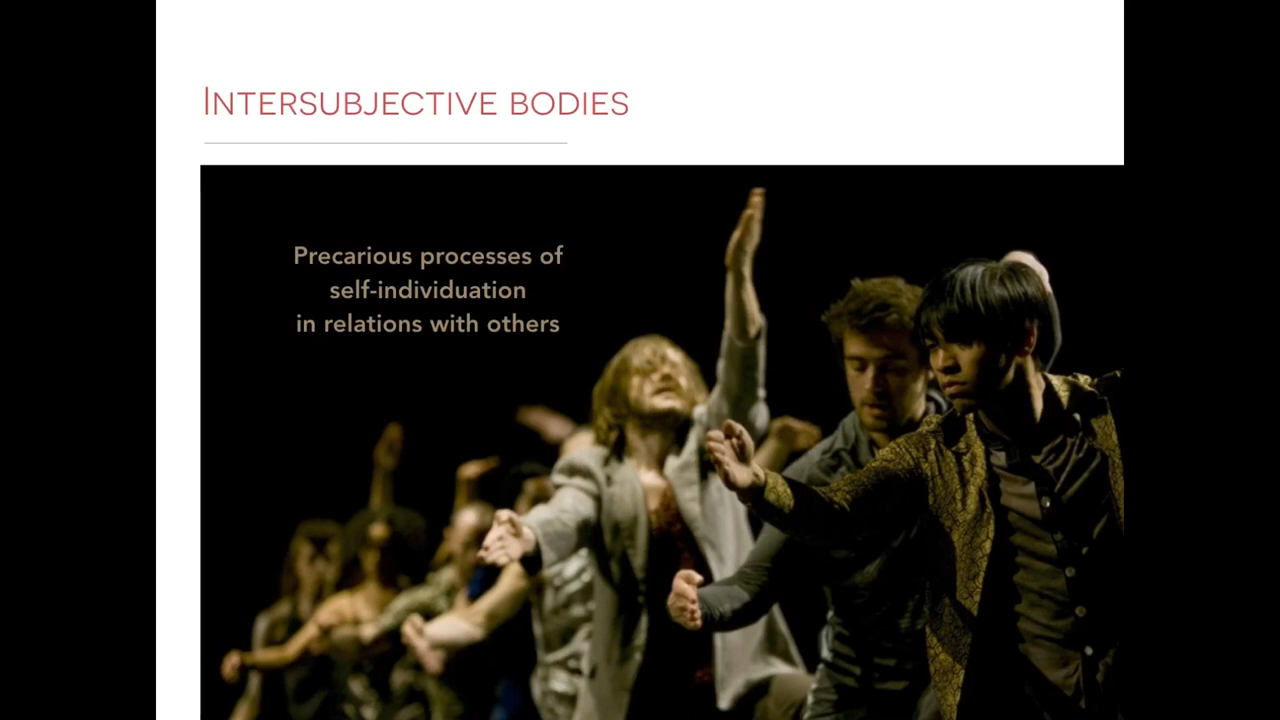 Intersubjective bodies
Precarious processes of
self-individuation
in relations with others